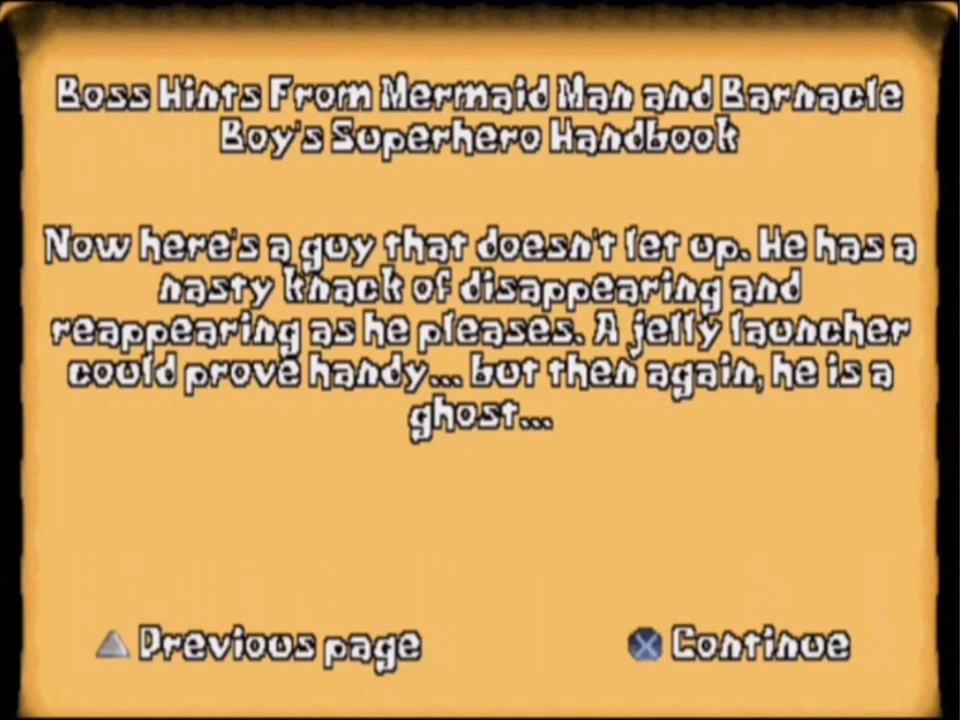 Boss Hints From Mermaid Man and Barnacle
Boy's Superhero Handbook
Now here's a guy that doesn't let up. He has a
nasty knack of disappearing and
reappearing as he pleases. A jelly launcher
could prove handy... but then again, he is a
ghost...
Previous page
Continue